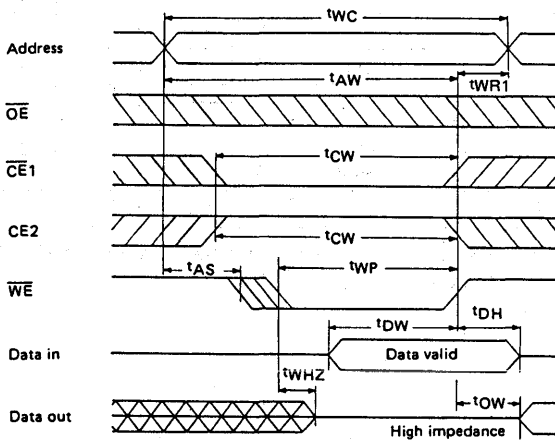 tWC
Address
tAW
tWR1
OE
CE1
tCW
CE2
tCW
tAS
tWP
WE
tDW
tDH
Data in
Data valid
tWHZ
tOW
Data out
High impedance